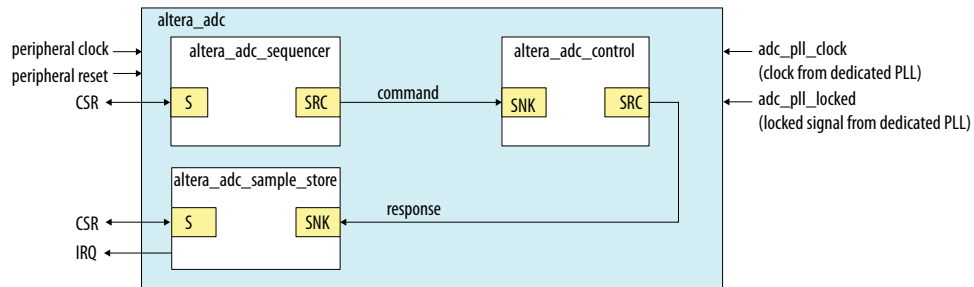 altera_adc
peripheral clock
peripheral reset
altera_adc_sequencer
CSR
S
SRC
command
altera_adc_control
SNK
SRC
adc_pll_clock
(clock from dedicated PLL)
adc_pll_locked
(locked signal from dedicated PLL)
altera_adc_sample_store
CSR
S
SNK
response
IRQ